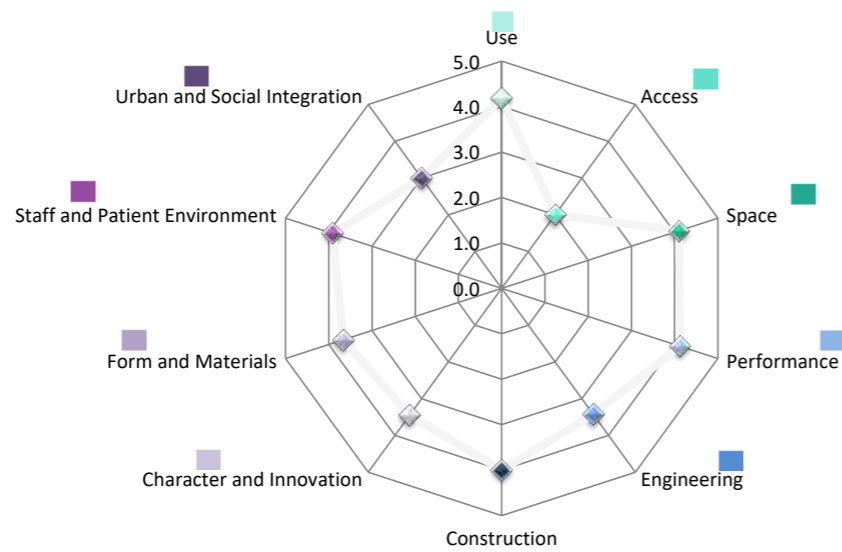 Use
5.0
Urban and Social Integration
Access
4.0
3.0
2.0
Staff and Patient Environment
Space
1.0
0.0
Form and Materials
Performance
Character and Innovation
Engineering
Construction